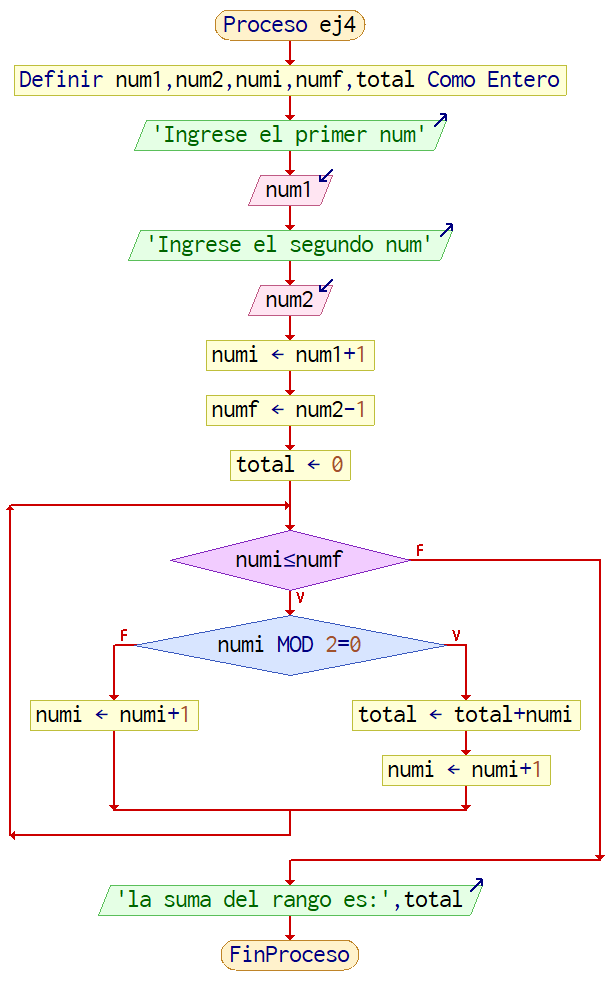 Proceso ej4
Definir num1,num2,numi,numf,total Como Entero
'Ingrese el primer num'
num1
'Ingrese el segundo num'
num2
numi ← num1+1
numf ← num2-1
total ← 0
numi≤numf
F
V
numi MOD 2=0
F
V
numi ← numi+1
total ← total+numi
numi ← numi+1
'la suma del rango es:',total
FinProceso